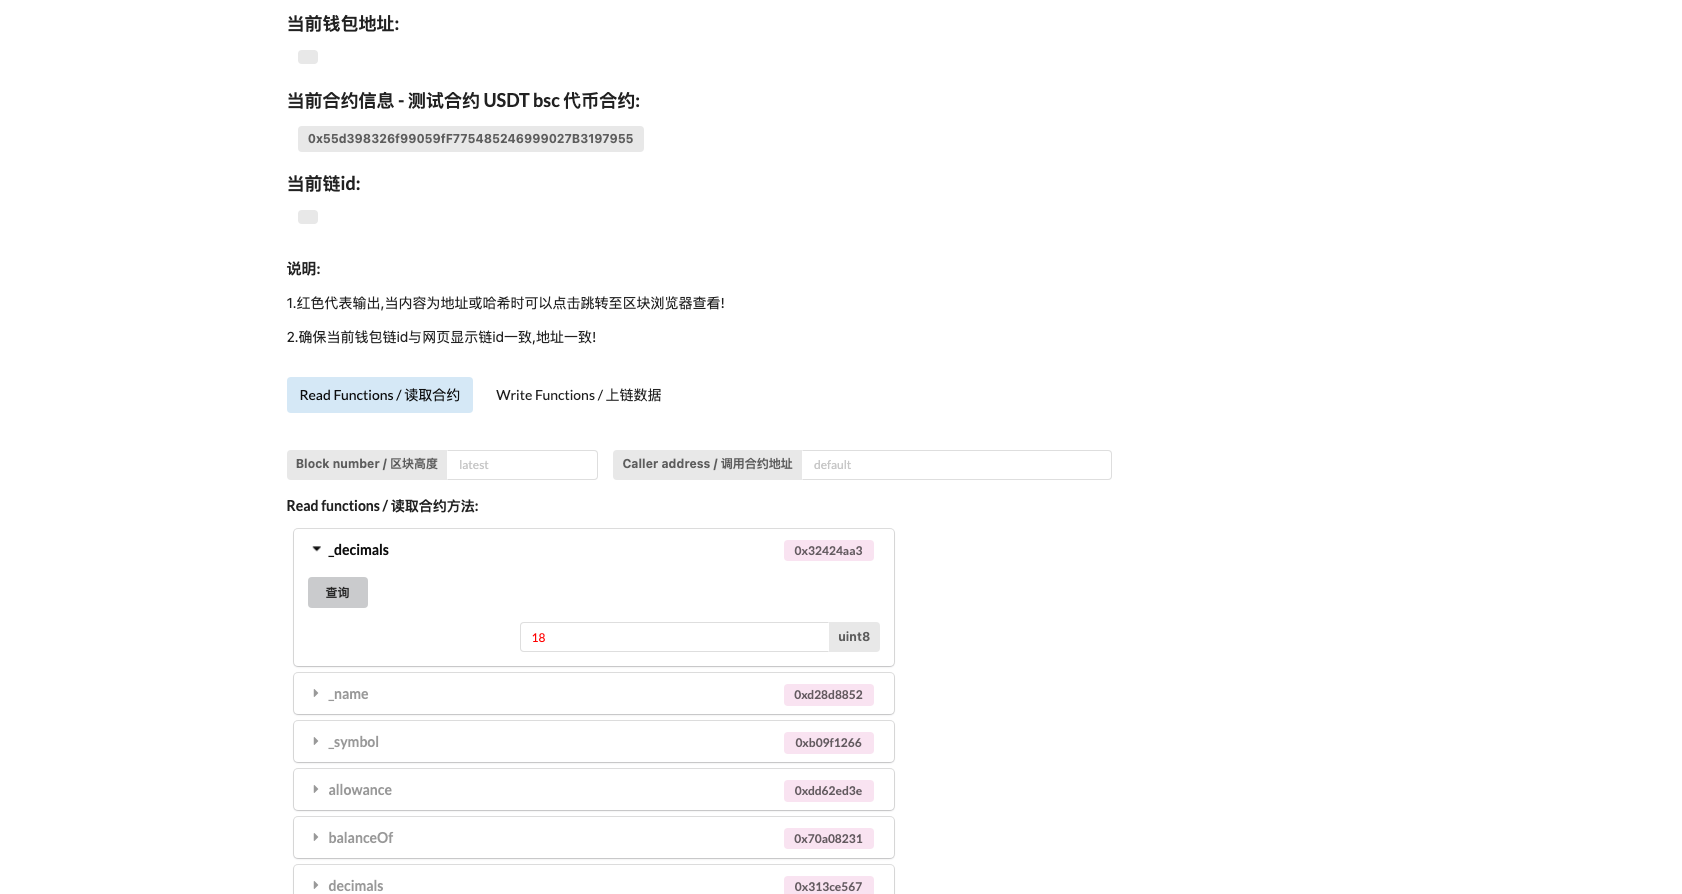 当前钱包地址:
当前合约信息 - 测试合约 USDT bsc 代币合约:
0x55d398326f99059fF775485246999027B3197955
当前链id:
说明:
1.红色代表输出,当内容为地址或哈希时可以点击跳转至区块浏览器查看!
2.确保当前钱包链id与网页显示链id一致,地址一致!
Read Functions / 读取合约 Write Functions / 上链数据
Block number / 区块高度 latest Caller address / 调用合约地址 default
Read functions / 读取合约方法:
_decimals 0x32424aa3
查询
18 uint8
_name 0xd28d8852
_symbol 0xb09f1266
allowance 0xdd62ed3e
balanceOf 0x70a08231
decimals 0x313ce567